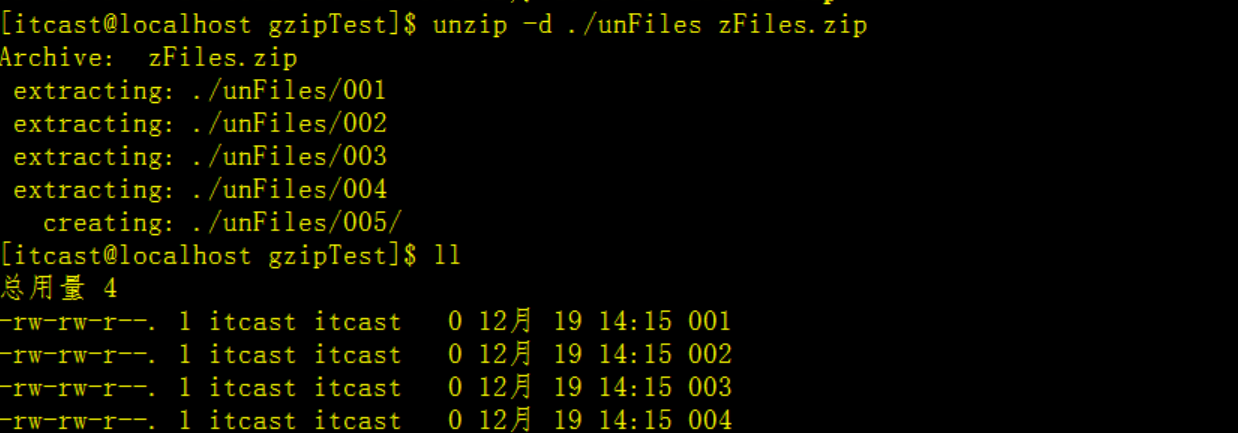 [itcast@localhost gzipTest]$ unzip -d ./unFiles zFiles.zip
Archive:  zFiles.zip
 extracting: ./unFiles/001
 extracting: ./unFiles/002
 extracting: ./unFiles/003
 extracting: ./unFiles/004
   creating: ./unFiles/005/
[itcast@localhost gzipTest]$ ll
总用量 4
-rw-rw-r--. 1 itcast itcast   0 12月 19 14:15 001
-rw-rw-r--. 1 itcast itcast   0 12月 19 14:15 002
-rw-rw-r--. 1 itcast itcast   0 12月 19 14:15 003
-rw-rw-r--. 1 itcast itcast   0 12月 19 14:15 004